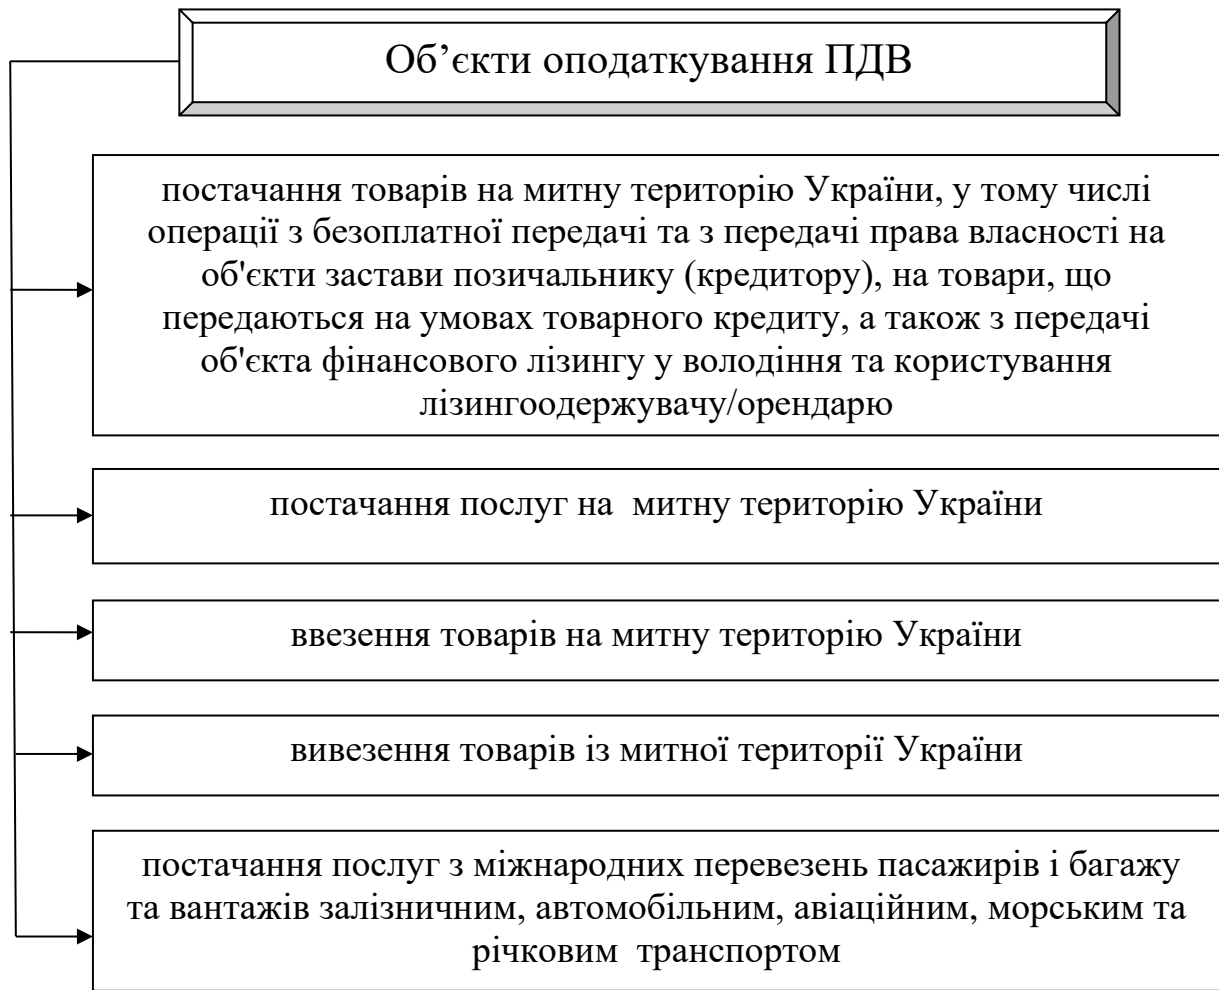 Об’єкти оподаткування ПДВ
постачання товарів на митну територію України, у тому числі
операції з безоплатної передачі та з передачі права власності на
об'єкти застави позичальнику (кредитору), на товари, що
передаються на умовах товарного кредиту, а також з передачі
об'єкта фінансового лізингу у володіння та користування
лізингоодержувачу/орендарю
постачання послуг на митну територію України
ввезення товарів на митну територію України
вивезення товарів із митної території України
постачання послуг з міжнародних перевезень пасажирів і багажу
та вантажів залізничним, автомобільним, авіаційним, морським та
річковим транспортом